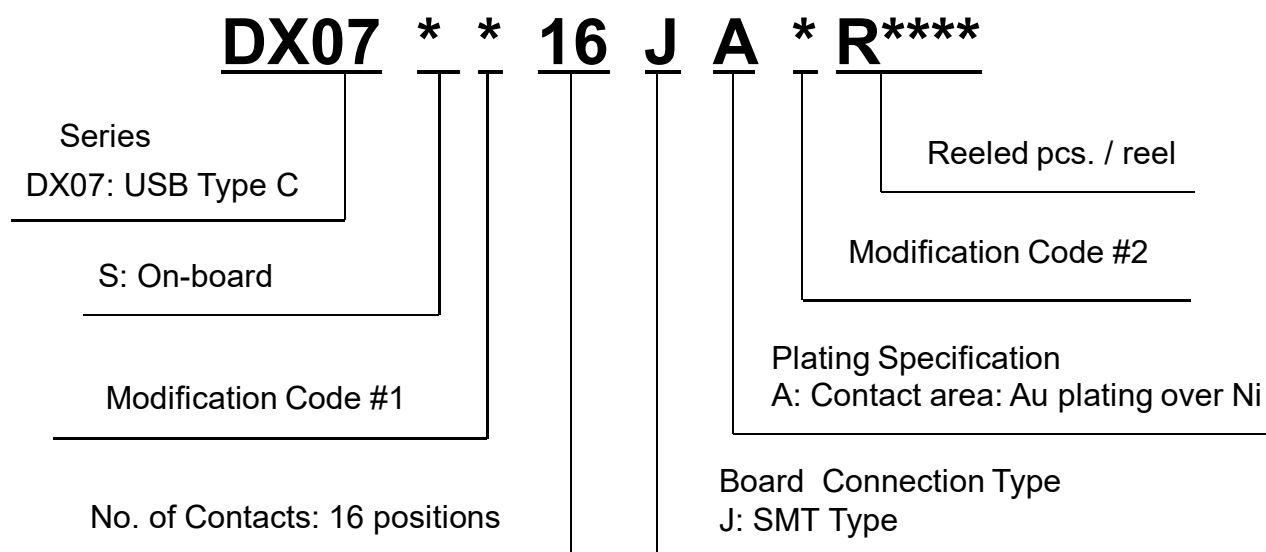 DX07 * * 16 J A * R****
Series
DX07: USB Type C
Reeled pcs. / reel
S: On-board
Modification Code #2
Modification Code #1
Plating Specification
A: Contact area: Au plating over Ni
No. of Contacts: 16 positions
Board Connection Type
J: SMT Type